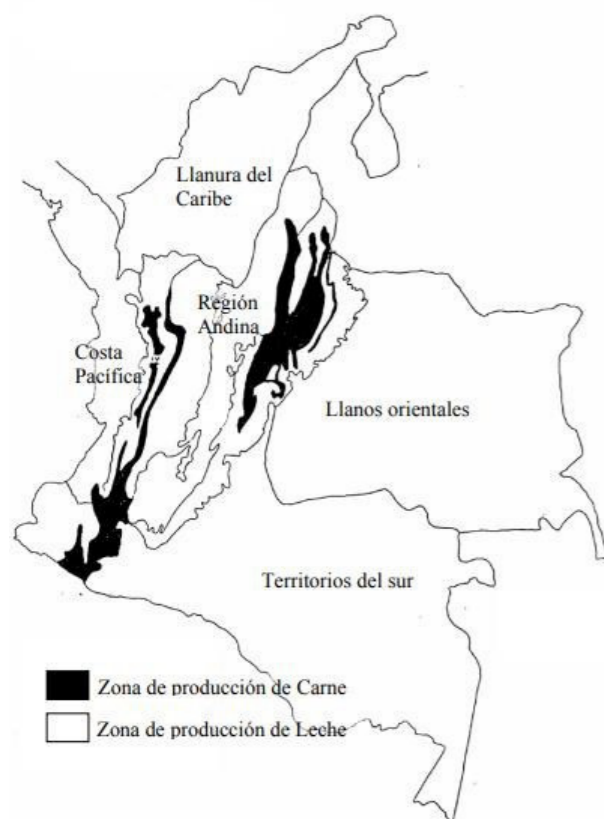 Llanura del
Caribe
Región
Andina
Costa
Pacífica
Llanos orientales
Territorios del sur
Zona de producción de Carne
Zona de producción de Leche